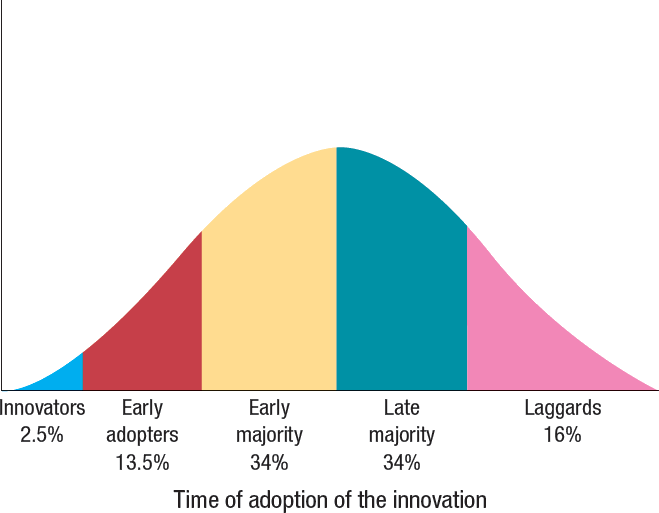 Innovators
2.5%
Early
adopters
13.5%
Early
majority
34%
Late
majority
34%
Laggards
16%
Time of adoption of the innovation